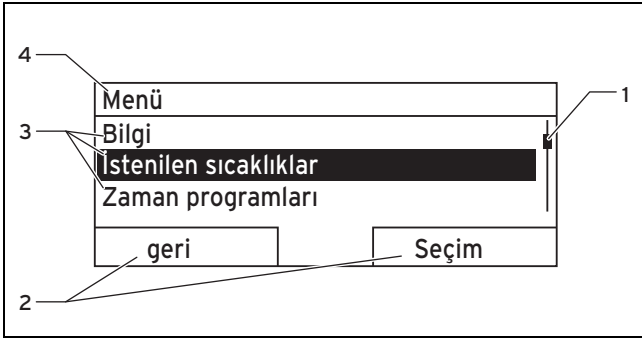 4
1
Menü
3
Bilgi
İstenilen sıcaklıklar
Zaman programları
geri Seçim
2